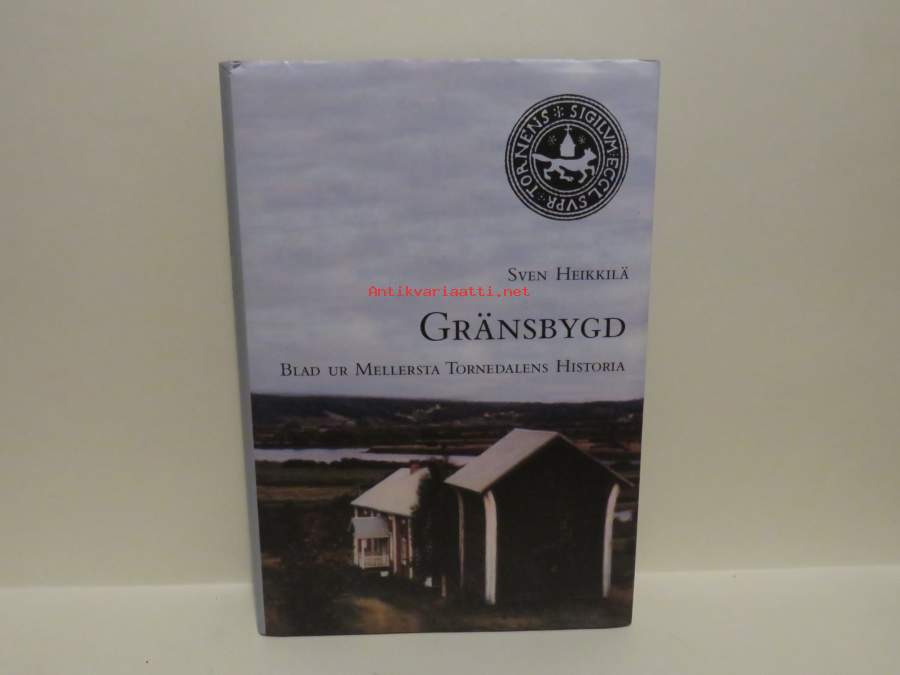 TORNENS * SIGILVM : ECCL . SVPR
SVEN HEIKKILÄ
Antikvariaatti.net
GRÄNSBYGD
BLAD UR MELLERSTA TORNEDALENS HISTORIA